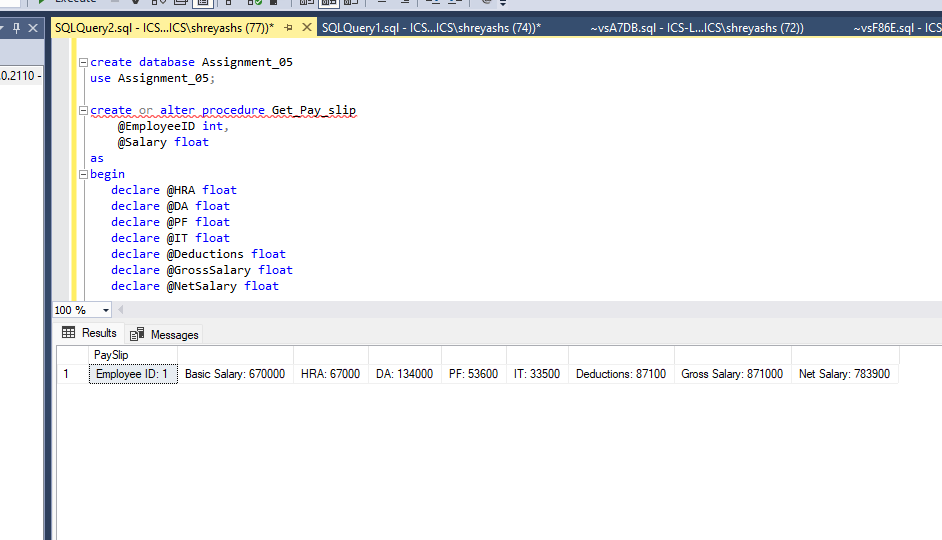 Execute
SQLQuery2.sql - ICS...ICS\shreyashs (77))*
SQLQuery1.sql - ICS...ICS\shreyashs (74))*
~vsA7DB.sql - ICS-L...ICS\shreyashs (72))
~vsF86E.sql - ICS
.0.2110 -
create database Assignment_05
use Assignment_05;
create or alter procedure Get_Pay_slip
@EmployeeID int,
@Salary float
as
begin
declare @HRA float
declare @DA float
declare @PF float
declare @IT float
declare @Deductions float
declare @GrossSalary float
declare @NetSalary float
100 %
Results Messages
PaySlip
1 Employee ID: 1 Basic Salary: 670000 HRA: 67000 DA: 134000 PF: 53600 IT: 33500 Deductions: 87100 Gross Salary: 871000 Net Salary: 783900